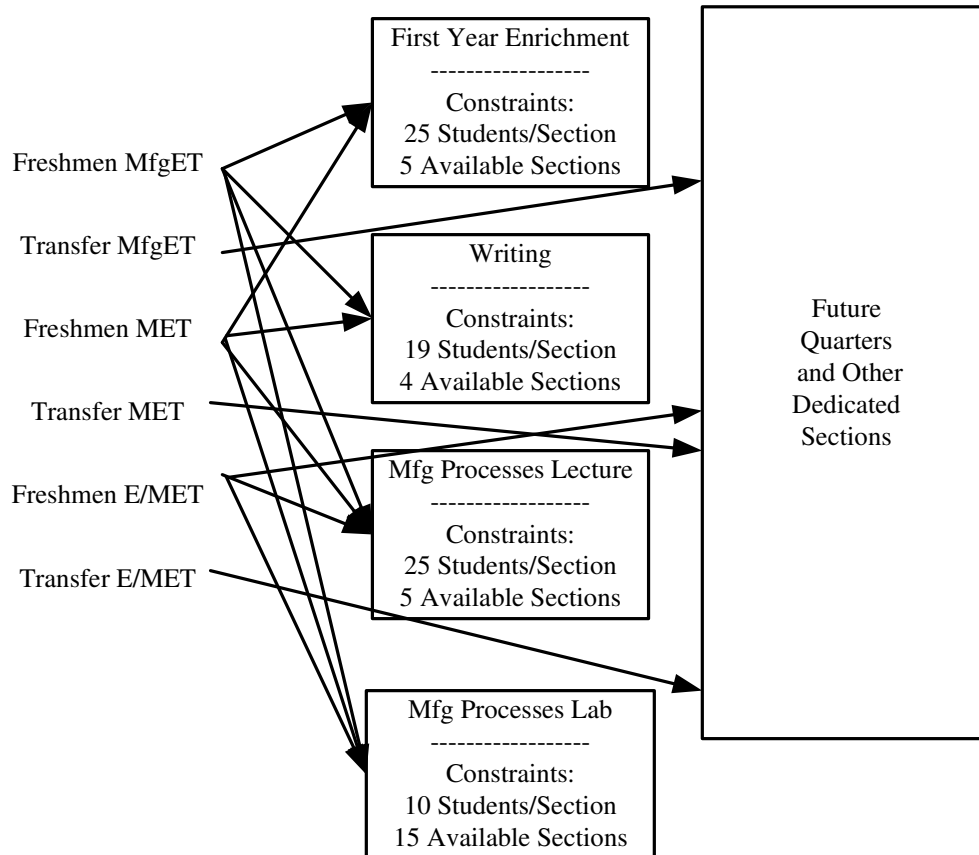 First Year Enrichment
-------------------
Constraints:
25 Students/Section
5 Available Sections
Freshmen MfgET
Transfer MfgET
Freshmen MET
Transfer MET
Freshmen E/MET
Transfer E/MET
Writing
-------------------
Constraints:
19 Students/Section
4 Available Sections
Mfg Processes Lecture
-------------------
Constraints:
25 Students/Section
5 Available Sections
Mfg Processes Lab
-------------------
Constraints:
10 Students/Section
15 Available Sections
Future
Quarters
and Other
Dedicated
Sections